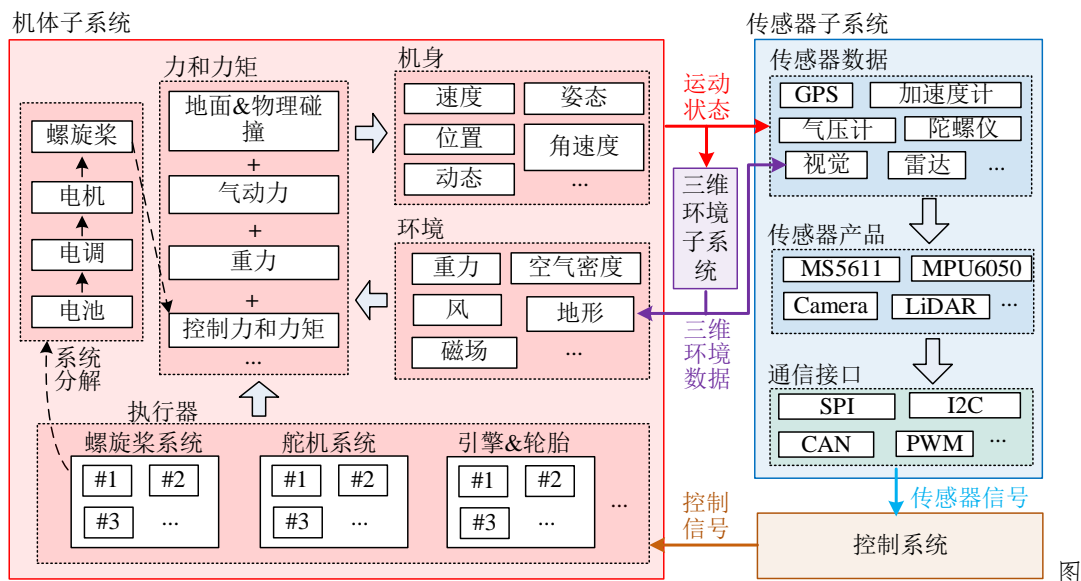 机体子系统
力和力矩
地面&物理碰
撞
+
气动力
+
重力
+
控制力和力矩
...
螺旋桨
电机
电调
电池
系统
分解
机身
速度
姿态
位置
角速度
动态
...
环境
重力
空气密度
风
地形
磁场
...
执行器
螺旋桨系统
#1
#2
#3
...
舵机系统
#1
#2
#3
...
引擎&轮胎
#1
#2
#3
...
...
运动
状态
三维
环境
子系
统
三维
环境
数据
控制
信号
传感器子系统
传感器数据
GPS
加速度计
气压计
陀螺仪
视觉
雷达
...
传感器产品
MS5611
MPU6050
Camera
LiDAR
...
通信接口
SPI
I2C
CAN
PWM
...
传感器信号
控制系统
图